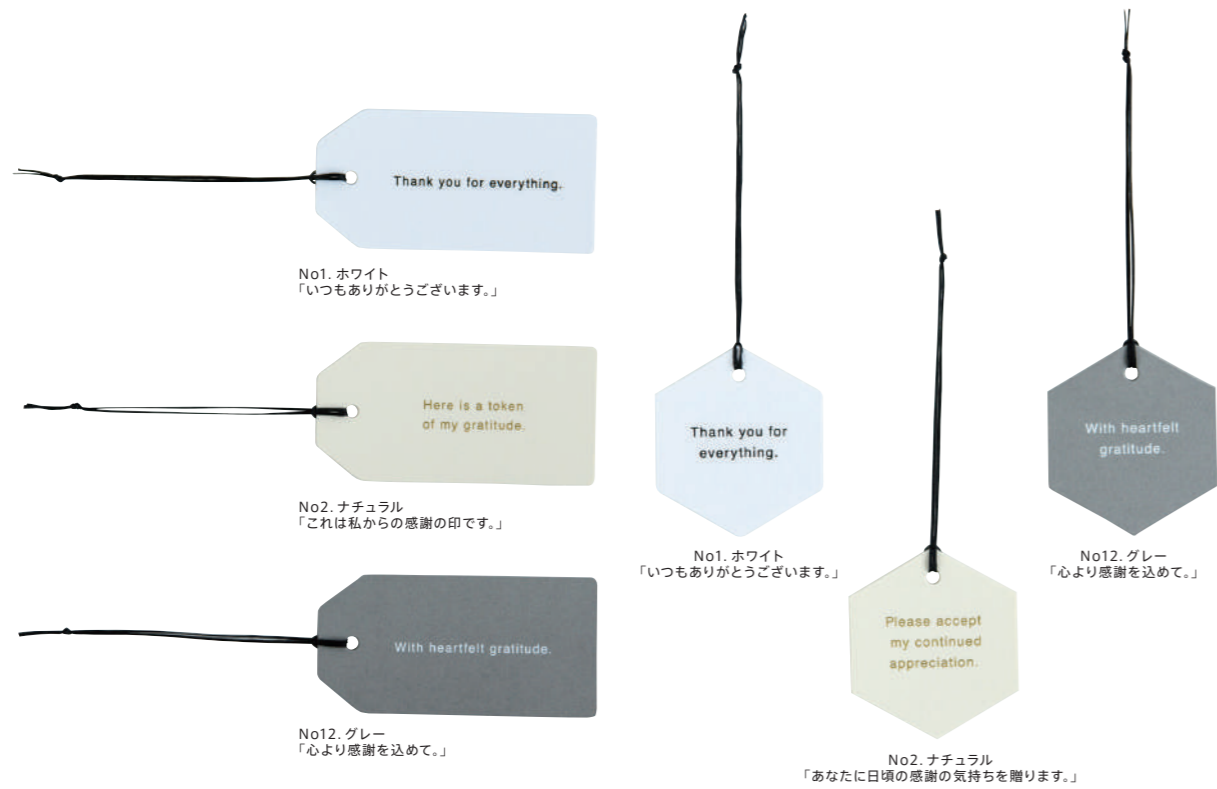 Thank you for everything.
No1. ホワイト
「いつもありがとうございます。」
Here is a token
of my gratitude.
No2. ナチュラル
「これは私からの感謝の印です。」
With heartfelt gratitude.
No12. グレー
「心より感謝を込めて。」
Thank you for
everything.
No1. ホワイト
「いつもありがとうございます。」
Please accept
my continued
appreciation.
No2. ナチュラル
「あなたに日頃の感謝の気持ちを贈ります。」
With heartfelt
gratitude.
No12. グレー
「心より感謝を込めて。」